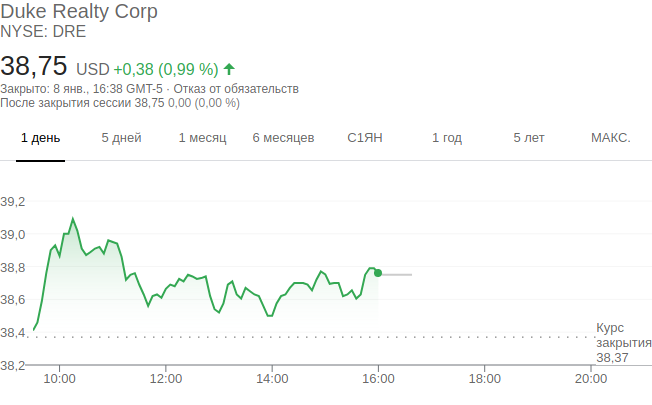 Duke Realty Corp
NYSE: DRE
38,75 USD +0,38 (0,99 %)
Закрыто: 8 янв., 16:38 GMT-5 · Отказ от обязательств
После закрытия сессии 38,75 0,00 (0,00 %)
1 день 5 дней 1 месяц 6 месяцев С1ЯН 1 год 5 лет МАКС.
39,2
39,0
38,8
38,6
38,4
38,2
Курс
закрытия
38,37
10:00 12:00 14:00 16:00 18:00 20:00